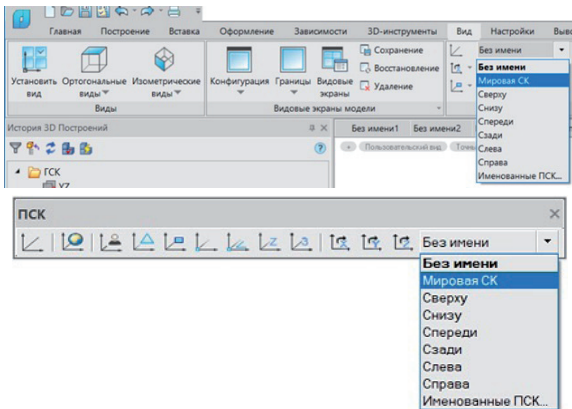 Главная Построение Вставка Оформление Зависимости 3D-инструменты Вид Настройки Выво
Установить вид
Ортогональные виды
Изометрические виды
Виды
Конфигурация
Границы
Видовые экраны
Сохранение
Восстановление
Удаление
Видовые экраны модели
Без имени
Без имени
Мировая СК
Сверху
Снизу
Спереди
Сзади
Слева
Справа
Именованные ПСК...
История 3D Построений
ГСК
YZ
Без имени1 Без имени2
Пользовательский вид
ПСК
Без имени
Без имени
Мировая СК
Сверху
Снизу
Спереди
Сзади
Слева
Справа
Именованные ПСК...